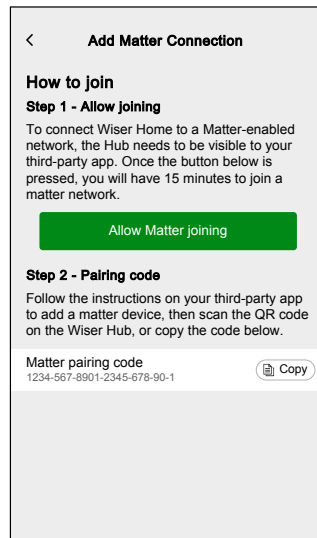 Add Matter Connection
How to join
Step 1 - Allow joining
To connect Wiser Home to a Matter-enabled
network, the Hub needs to be visible to your
third-party app. Once the button below is
pressed, you will have 15 minutes to join a
matter network.
Allow Matter joining
Step 2 - Pairing code
Follow the instructions on your third-party app
to add a matter device, then scan the QR code
on the Wiser Hub, or copy the code below.
Matter pairing code
1234-567-8901-2345-678-90-1
Copy